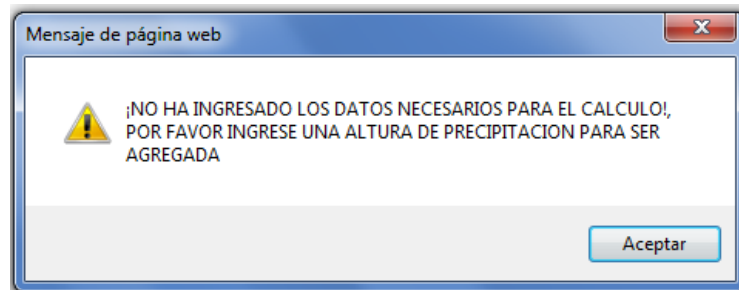 Mensaje de página web
¡NO HA INGRESADO LOS DATOS NECESARIOS PARA EL CALCULO!,
POR FAVOR INGRESE UNA ALTURA DE PRECIPITACION PARA SER
AGREGADA
Aceptar